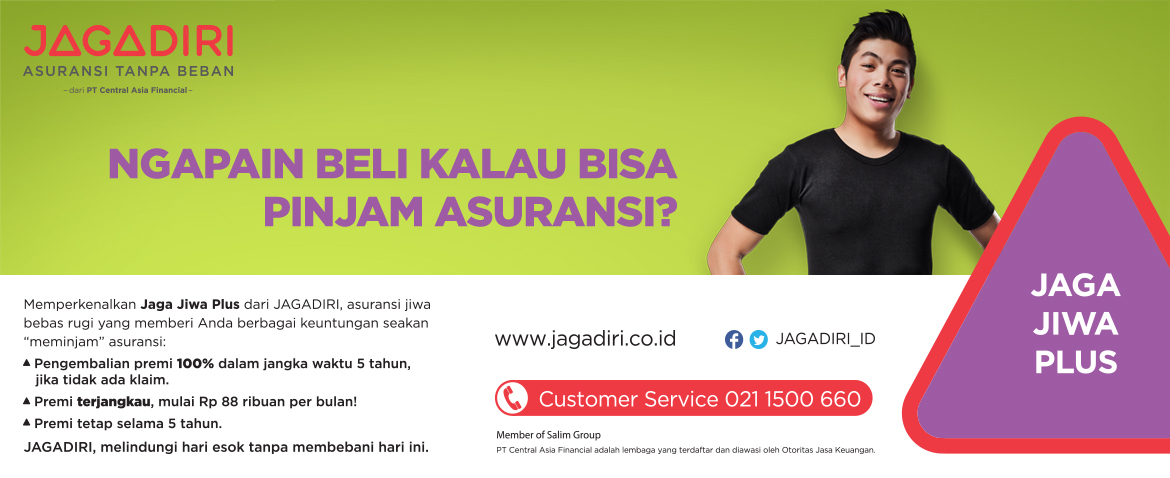 JAGADIRI
ASURANSI TANPA BEBAN
– dari PT Central Asia Financial –
NGAPAIN BELI KALAU BISA
PINJAM ASURANSI?
Memperkenalkan Jaga Jiwa Plus dari JAGADIRI, asuransi jiwa
bebas rugi yang memberi Anda berbagai keuntungan seakan
“meminjam” asuransi:
Pengembalian premi 100% dalam jangka waktu 5 tahun,
jika tidak ada klaim.
Premi terjangkau, mulai Rp 88 ribuan per bulan!
Premi tetap selama 5 tahun.
JAGADIRI, melindungi hari esok tanpa membebani hari ini.
www.jagadiri.co.id
JAGADIRI_ID
Customer Service 021 1500 660
Member of Salim Group
PT Central Asia Financial adalah lembaga yang terdaftar dan diawasi oleh Otoritas Jasa Keuangan.
JAGA
JIWA
PLUS